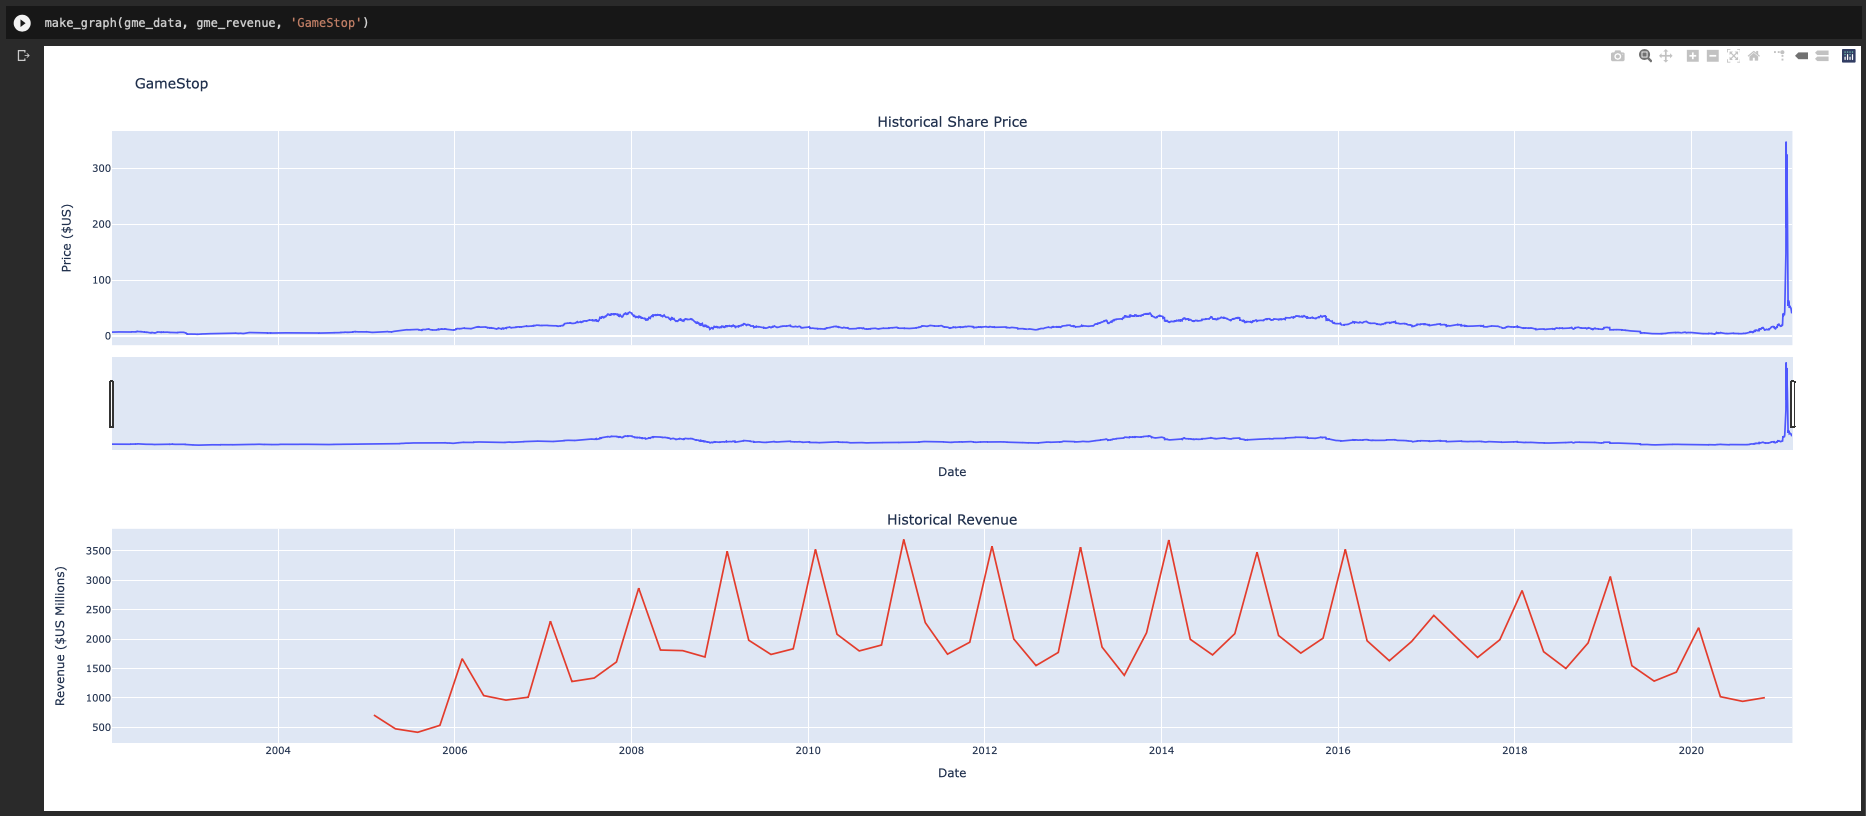 make_graph(gme_data, gme_revenue, 'GameStop')
GameStop
Historical Share Price
300
200
100
0
Price ($US)
Date
Historical Revenue
3500
3000
2500
2000
1500
1000
500
Revenue ($US Millions)
2004 2006 2008 2010 2012 2014 2016 2018 2020
Date